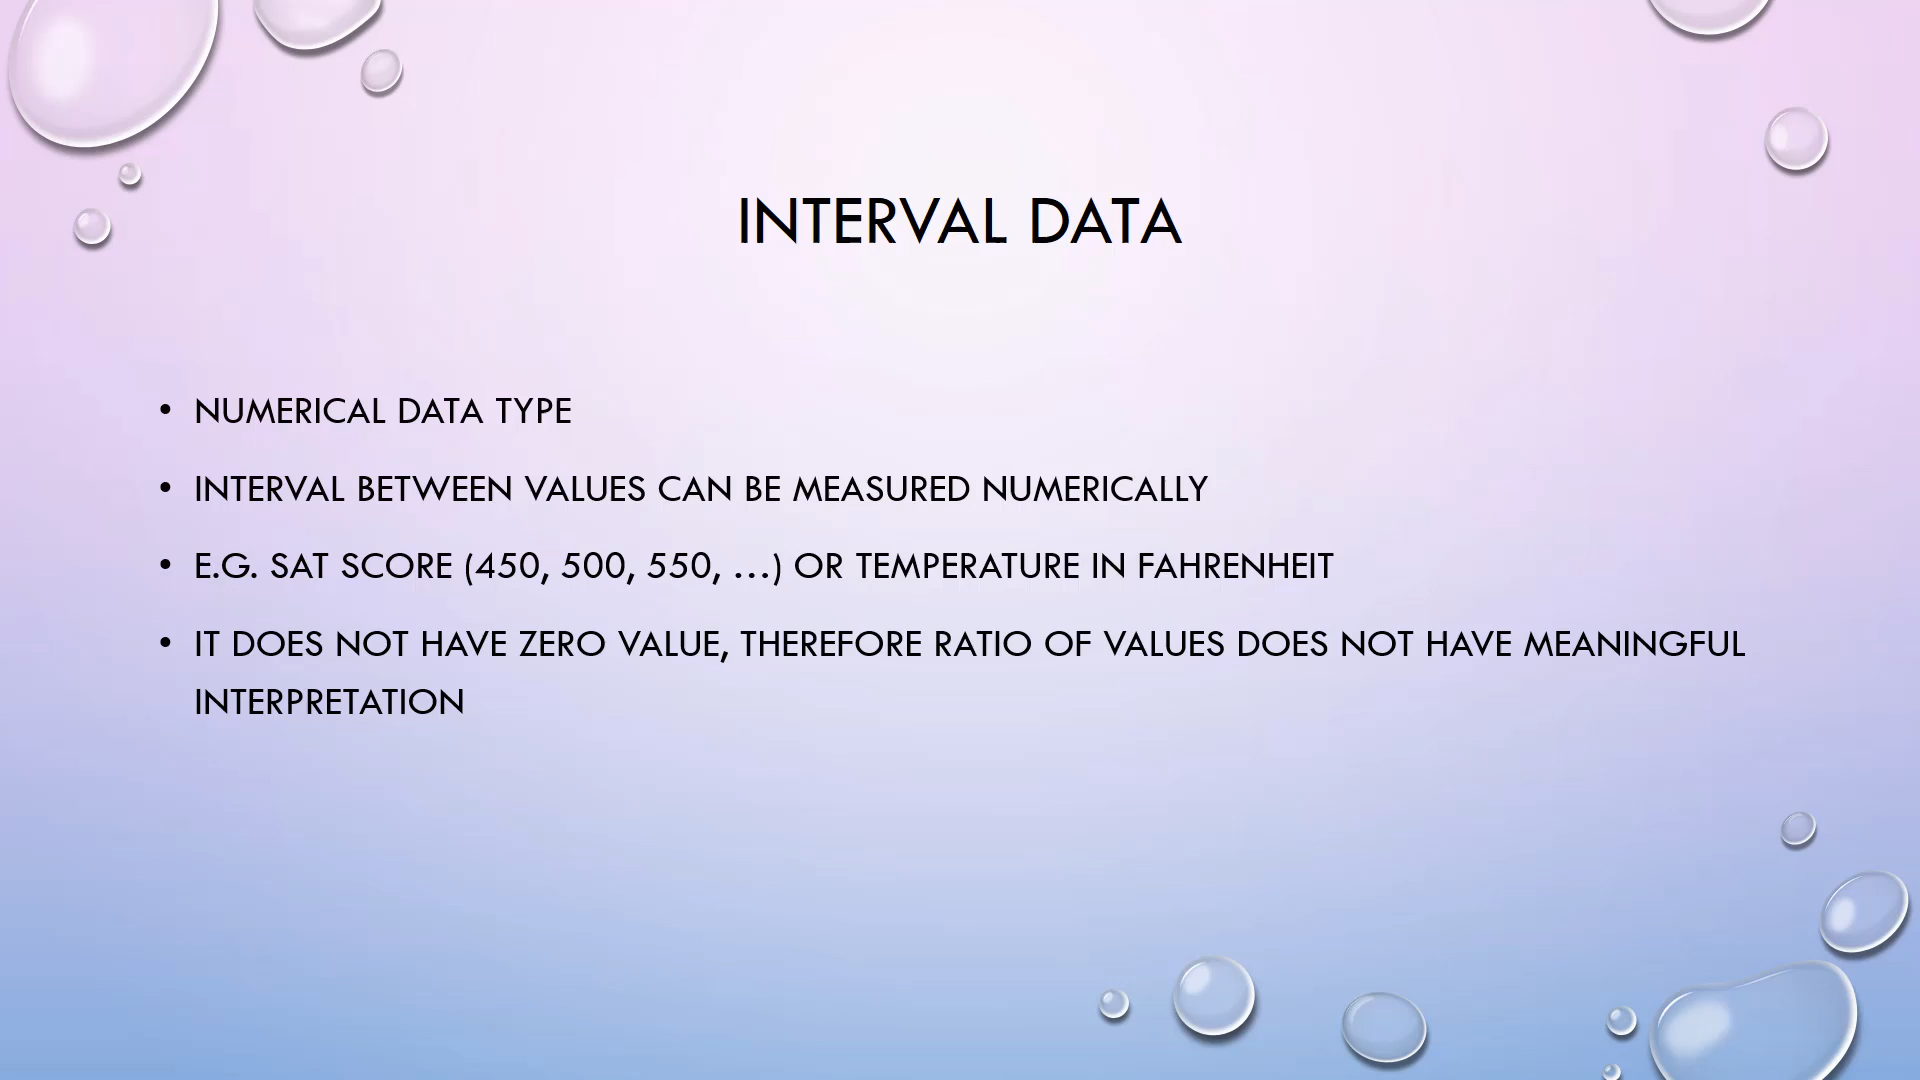 INTERVAL DATA
• NUMERICAL DATA TYPE
• INTERVAL BETWEEN VALUES CAN BE MEASURED NUMERICALLY
• E.G. SAT SCORE (450, 500, 550, …) OR TEMPERATURE IN FAHRENHEIT
• IT DOES NOT HAVE ZERO VALUE, THEREFORE RATIO OF VALUES DOES NOT HAVE MEANINGFUL
INTERPRETATION